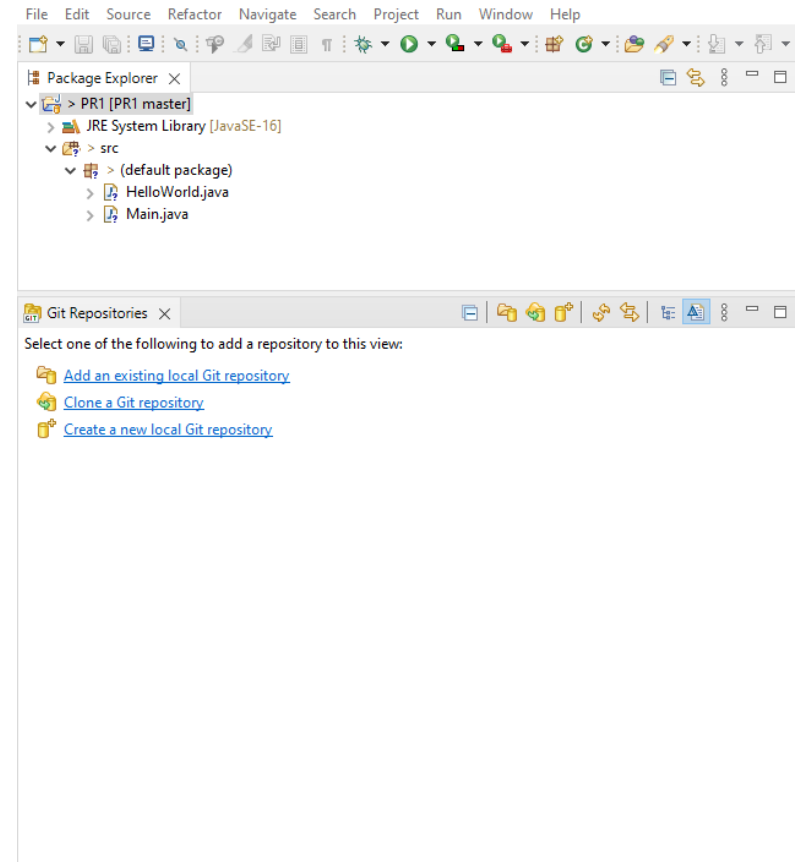 File Edit Source Refactor Navigate Search Project Run Window Help
Package Explorer
> PR1 [PR1 master]
JRE System Library [JavaSE-16]
> src
> (default package)
HelloWorld.java
Main.java
GIT Git Repositories
Select one of the following to add a repository to this view:
Add an existing local Git repository
Clone a Git repository
Create a new local Git repository